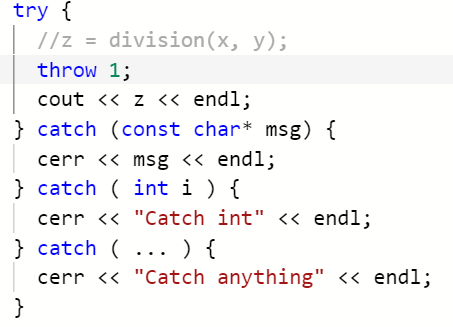 try {
//z = division(x, y);
throw 1;
cout << z << endl;
} catch (const char* msg) {
cerr << msg << endl;
} catch ( int i ) {
cerr << "Catch int" << endl;
} catch ( ... ) {
cerr << "Catch anything" << endl;
}